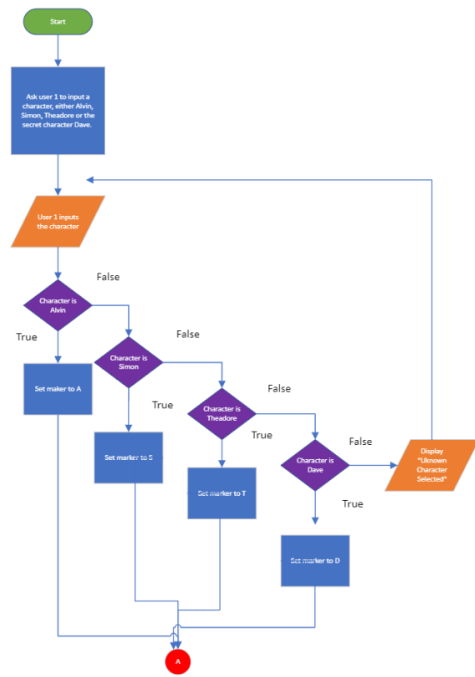 Start
Ask user 1 to input a
character, either Alvin,
Simon, Theadore or the
secret character Dave.
User 1 inputs
the character
False
Character is
Alvin
True
False
Character is
Simon
Set maker to A
False
True
Character is
Theadore
True
Set marker to S
False
Character is
Dave
Display
"Uknown
Character
Selected"
Set marker to T
True
Set marker to D
A